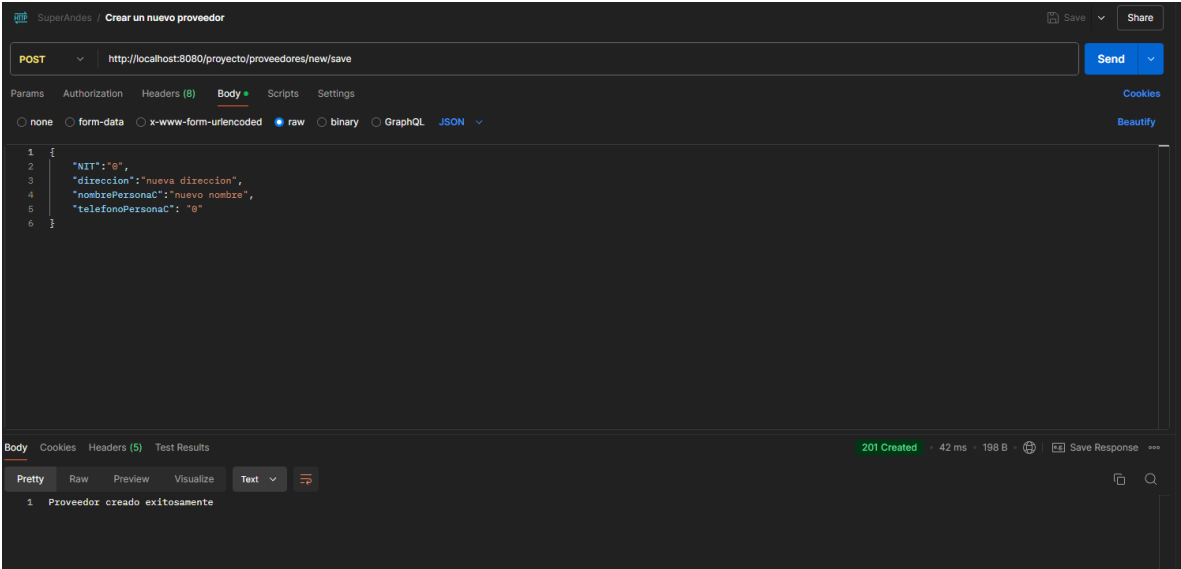 HTTP SuperAndes / Crear un nuevo proveedor Save Share
POST http://localhost:8080/proyecto/proveedores/new/save Send
Params Authorization Headers (8) Body Scripts Settings Cookies
none form-data x-www-form-urlencoded raw binary GraphQL JSON Beautify
1 {
2 "NIT":"0",
3 "direccion":"nueva direccion",
4 "nombrePersonaC":"nuevo nombre",
5 "telefonoPersonaC": "0"
6 }
Body Cookies Headers (5) Test Results 201 Created 42 ms 198 B e.g. Save Response
Pretty Raw Preview Visualize Text
1 Proveedor creado exitosamente